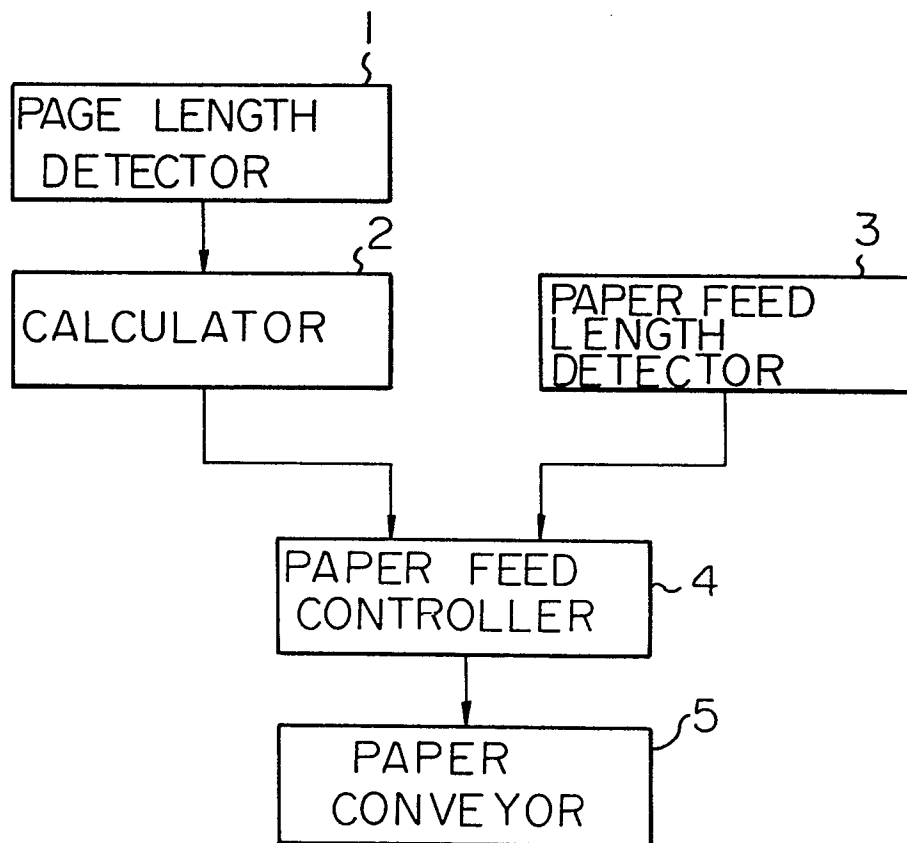 1
PAGE LENGTH
DETECTOR
2
CALCULATOR
3
PAPER FEED
LENGTH
DETECTOR
PAPER FEED
CONTROLLER
4
PAPER
CONVEYOR
5